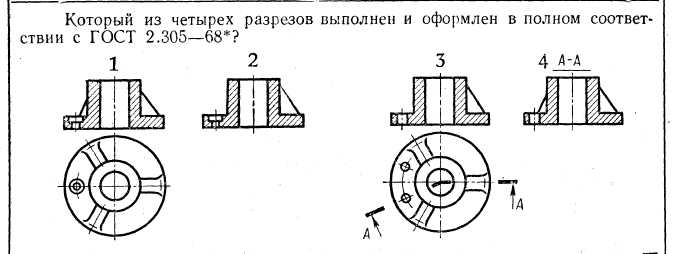 Который из четырех разрезов выполнен и оформлен в полном соответ-
ствии с ГОСТ 2.305—68*?
1 2 3 4 А-А
А
А